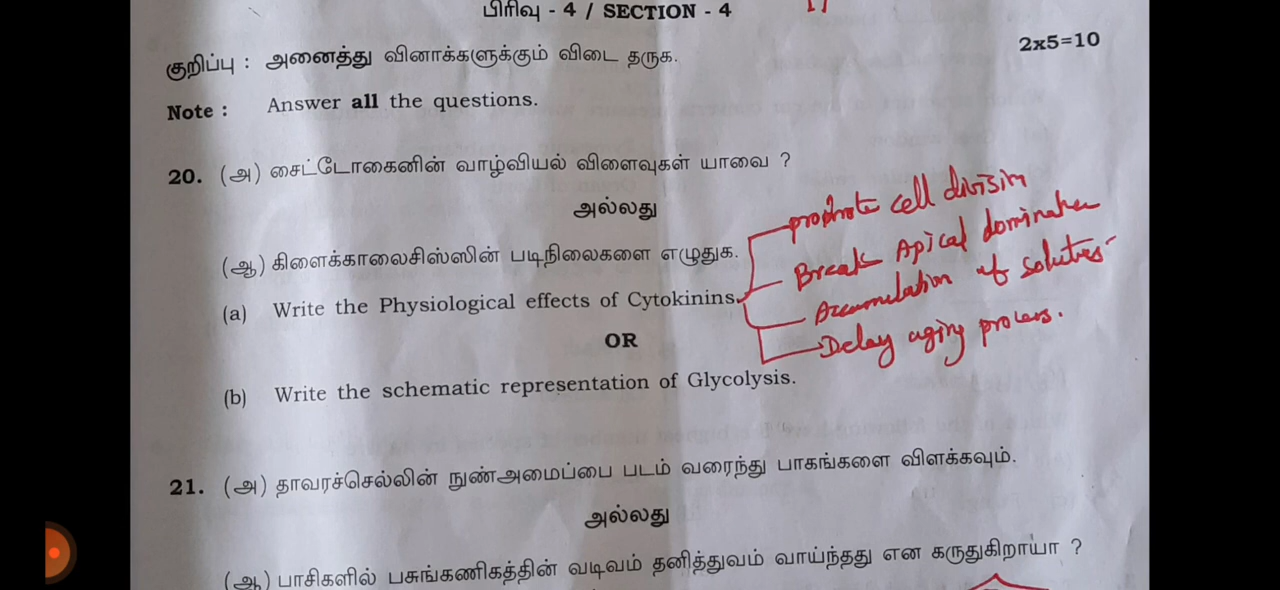 பிரிவு - 4 / SECTION - 4
2x5=10
குறிப்பு : அனைத்து வினாக்களுக்கும் விடை தருக.
Note : Answer all the questions.
20. (அ) சைட்டோகைனின் வாழ்வியல் விளைவுகள் யாவை ?
அல்லது
(ஆ) கிளைக்காலைசிஸ்ஸின் படிநிலைகளை எழுதுக.
(a) Write the Physiological effects of Cytokinins.
promote cell division
Break Apical dominance
Accumulation of solutes
Delay aging process.
OR
(b) Write the schematic representation of Glycolysis.
21. (அ) தாவரச்செல்லின் நுண்அமைப்பை படம் வரைந்து பாகங்களை விளக்கவும்.
அல்லது
(ஆ) பாசிகளில் பசுங்கணிகத்தின் வடிவம் தனித்துவம் வாய்ந்தது என கருதுகிறாயா ?